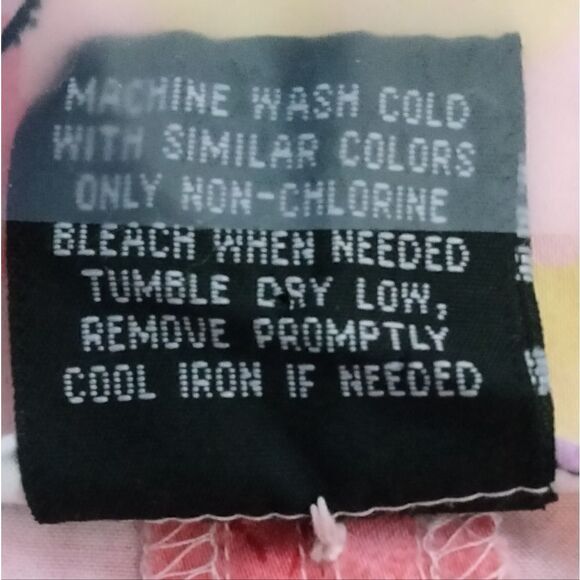 MACHINE WASH COLD
WITH SIMILAR COLORS
ONLY NON-CHLORINE
BLEACH WHEN NEEDED
TUMBLE DRY LOW,
REMOVE PROMPTLY
COOL IRON IF NEEDED